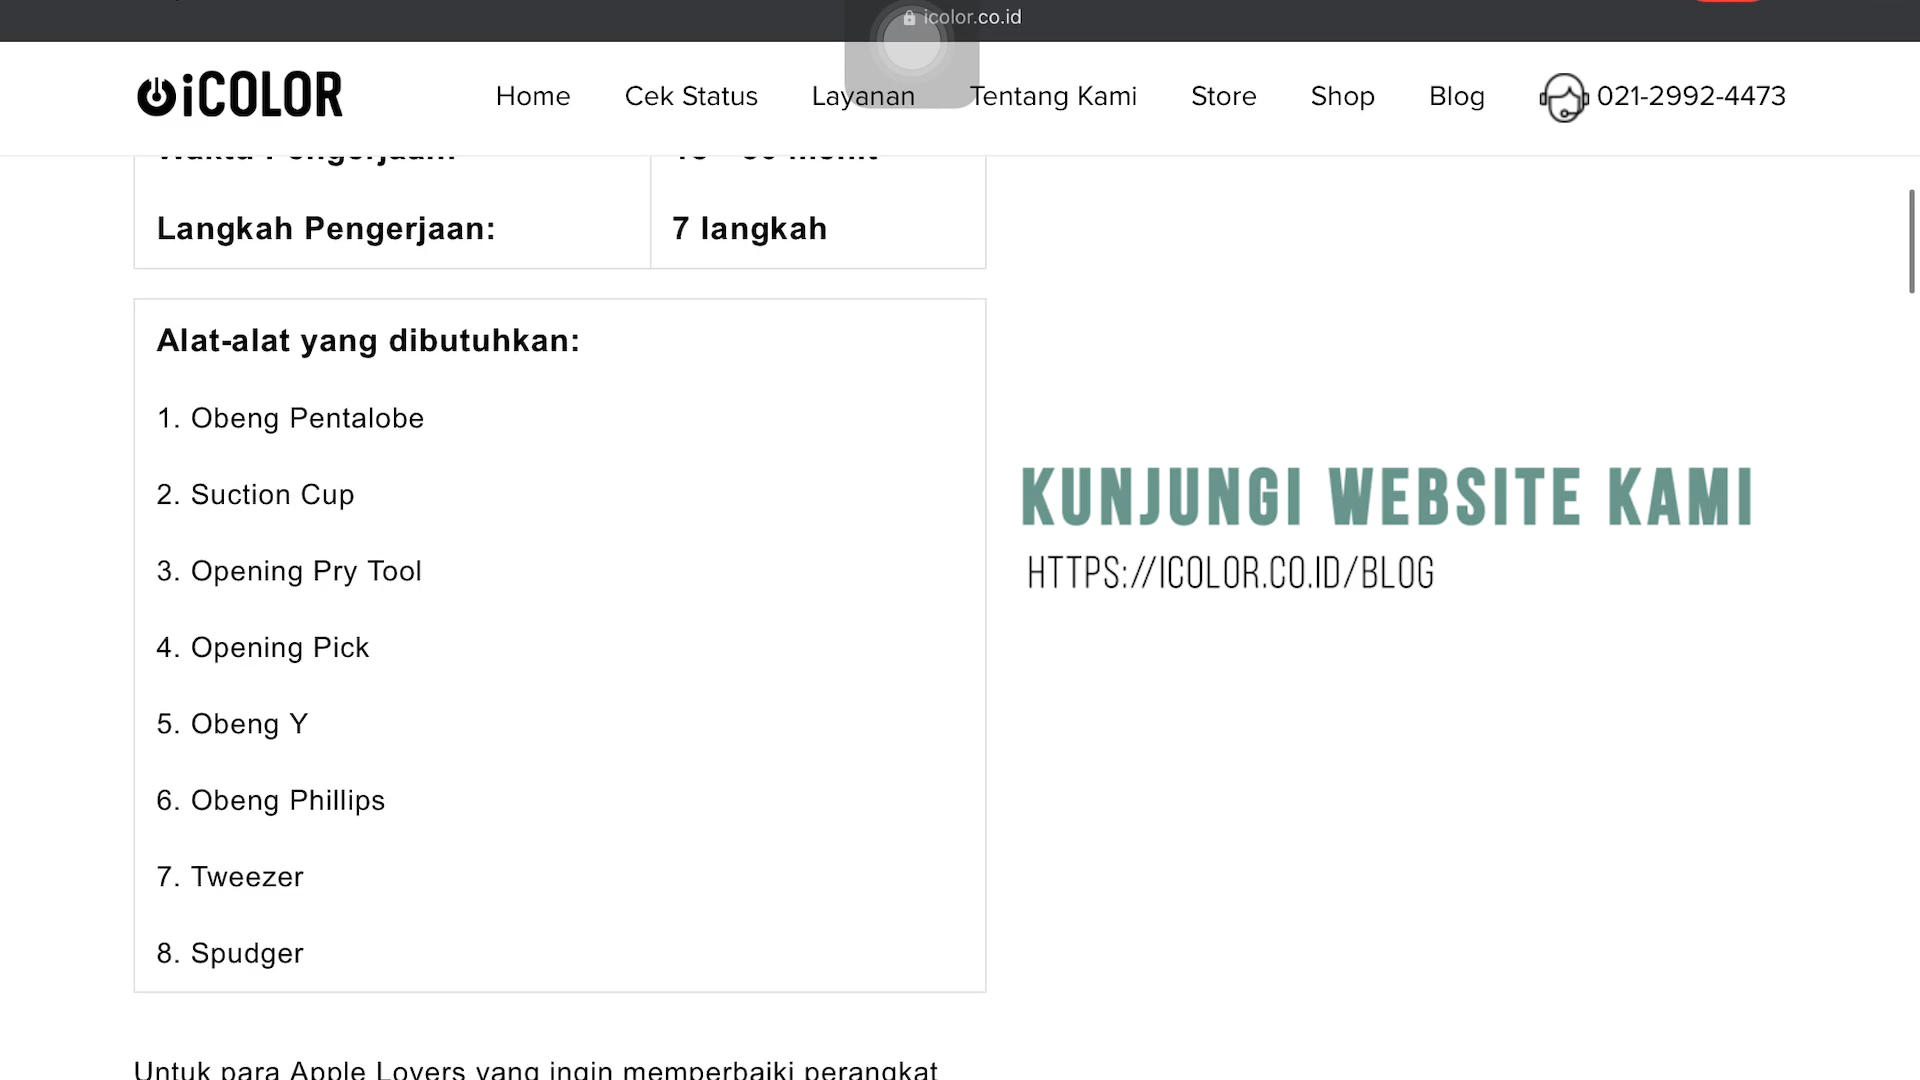 icolor.co.id
iCOLOR
Home
Cek Status
Layanan
Tentang Kami
Store
Shop
Blog
021-2992-4473
Langkah Pengerjaan:
7 langkah
Alat-alat yang dibutuhkan:
1. Obeng Pentalobe
2. Suction Cup
3. Opening Pry Tool
4. Opening Pick
5. Obeng Y
6. Obeng Phillips
7. Tweezer
8. Spudger
KUNJUNGI WEBSITE KAMI
HTTPS://ICOLOR.CO.ID/BLOG
Untuk para Apple Lovers yang ingin memperbaiki perangkat